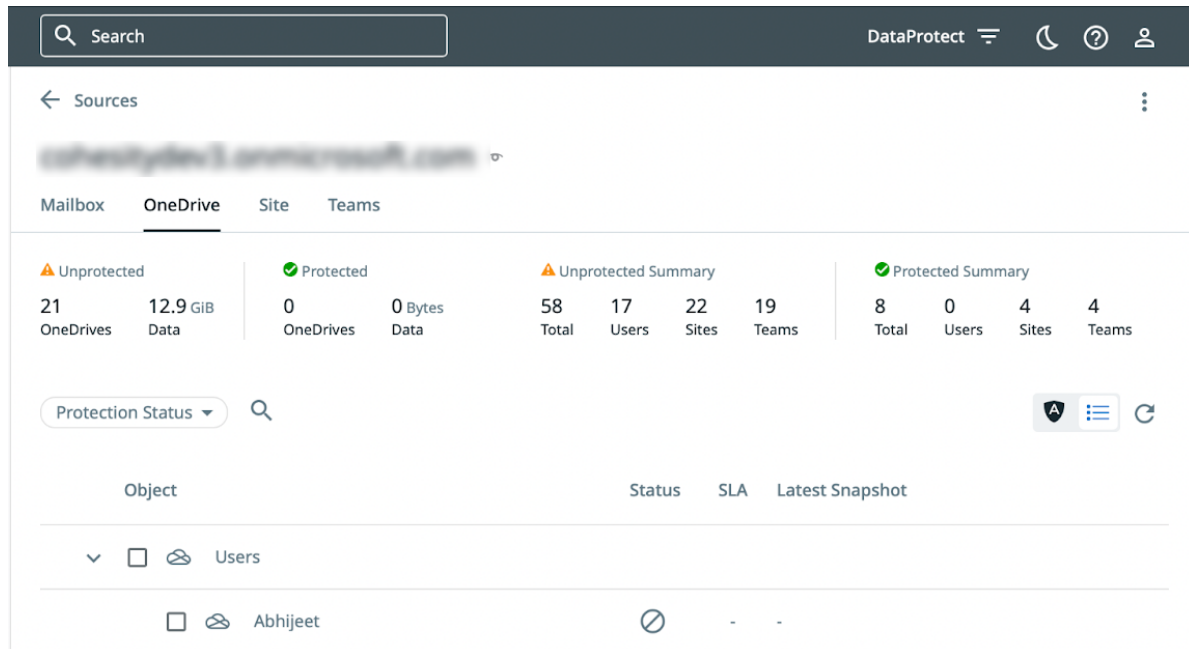 Search DataProtect
Sources
Mailbox OneDrive Site Teams
Unprotected Protected Unprotected Summary Protected Summary
21 12.9 GiB 0 0 Bytes 58 17 22 19 8 0 4 4
OneDrives Data OneDrives Data Total Users Sites Teams Total Users Sites Teams
Protection Status
Object Status SLA Latest Snapshot
Users
Abhijeet - -